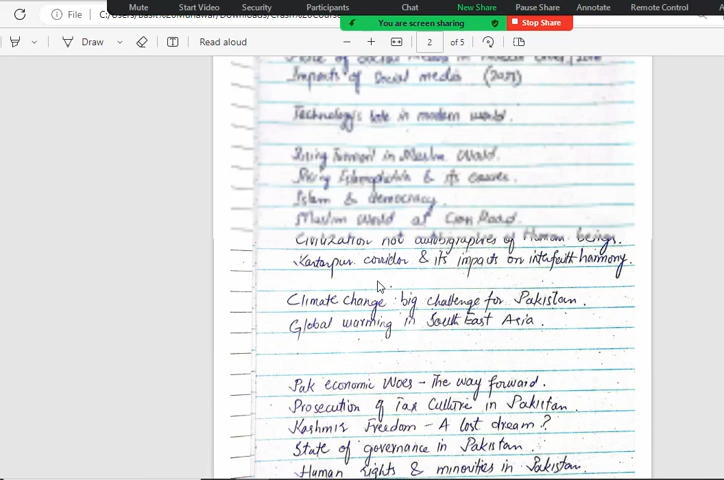 Mute Start Video Security Participants Chat New Share Pause Share Annotate Remote Control
File C:/Users/Basit
You are screen sharing Stop Share
Draw Read aloud 2 of 5
Impacts of Social media (2021)
Technology's role in modern world.
Rising Turmoil in Muslim World.
Rising Islamophobia & its causes.
Islam & democracy.
Muslim World at Cross Road.
Civilization not autobiographies of Human beings.
Kartarpur corridor & its impacts on interfaith harmony.
Climate change: big challenge for Pakistan.
Global warming in South East Asia.
Pak economic Woes - The way forward.
Prosecution of Tax Culture in Pakistan.
Kashmir Freedom - A lost dream?
State of governance in Pakistan.
Human rights & minorities in Pakistan.